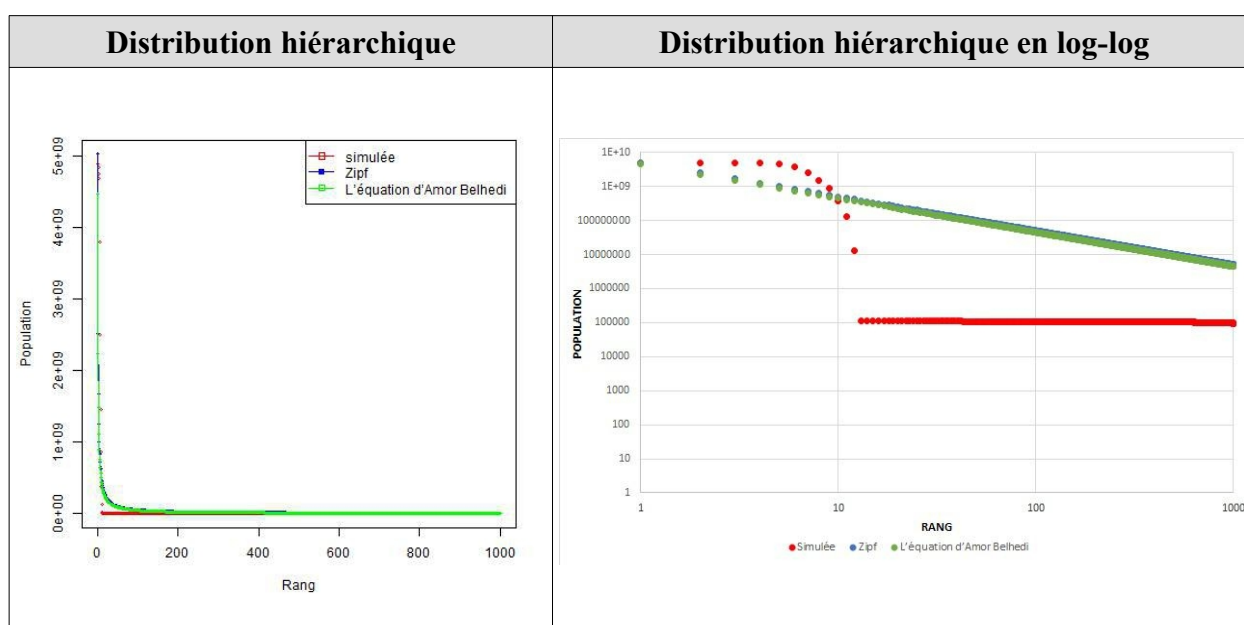 Distribution hiérarchique
Distribution hiérarchique en log-log
simulée
Zipf
L'équation d'Amor Belhedi
Population
5e+09
4e+09
3e+09
2e+09
1e+09
0e+00
0 200 400 600 800 1000
Rang
POPULATION
1E+10
1E+09
100000000
10000000
1000000
100000
10000
1000
100
10
1
1 10 100 1000
RANG
Simulée Zipf L'équation d'Amor Belhedi